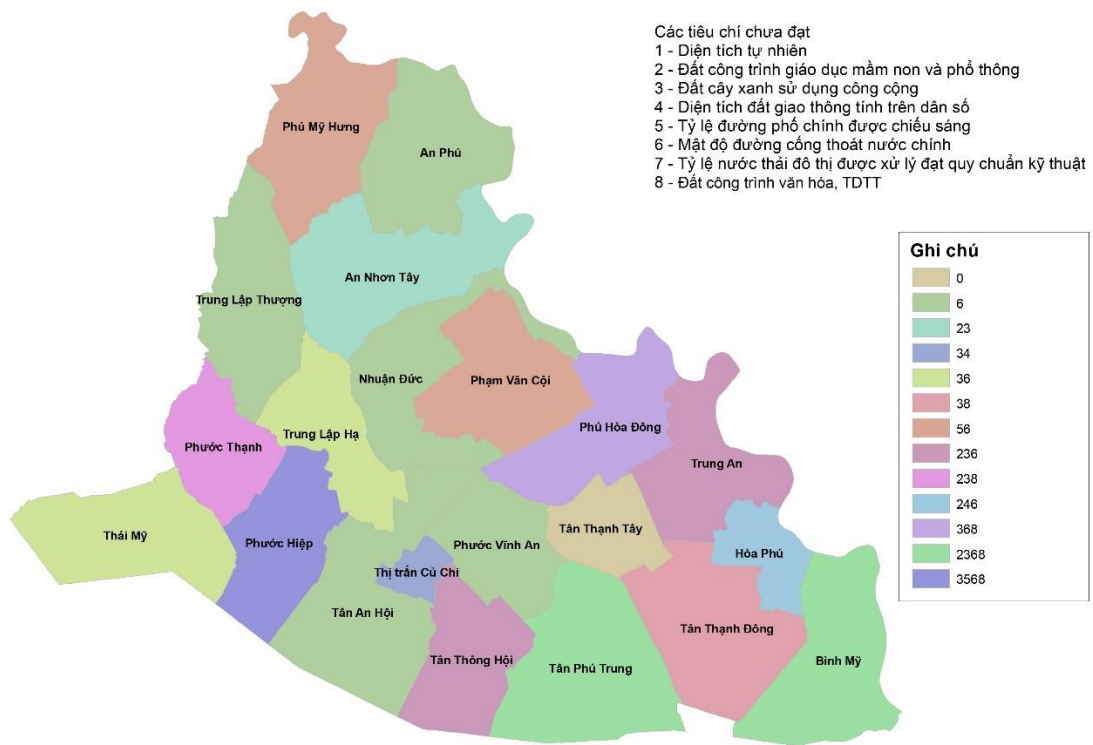 Các tiêu chí chưa đạt
1 - Diện tích tự nhiên
2 - Đất công trình giáo dục mầm non và phổ thông
3 - Đất cây xanh sử dụng công cộng
4 - Diện tích đất giao thông tính trên dân số
5 - Tỷ lệ đường phố chính được chiếu sáng
6 - Mật độ đường cống thoát nước chính
7 - Tỷ lệ nước thải đô thị được xử lý đạt quy chuẩn kỹ thuật
8 - Đất công trình văn hóa, TDTT
Phú Mỹ Hưng
An Phú
An Nhơn Tây
Trung Lập Thượng
Nhuận Đức
Phạm Văn Cội
Phú Hòa Đông
Trung Lập Hạ
Phước Thạnh
Trung An
Thái Mỹ
Phước Hiệp
Phước Vĩnh An
Tân Thạnh Tây
Hòa Phú
Thị trấn Củ Chi
Tân An Hội
Tân Thông Hội
Tân Phú Trung
Tân Thạnh Đông
Bình Mỹ
Ghi chú
0
6
23
34
36
38
56
236
238
246
368
2368
3568